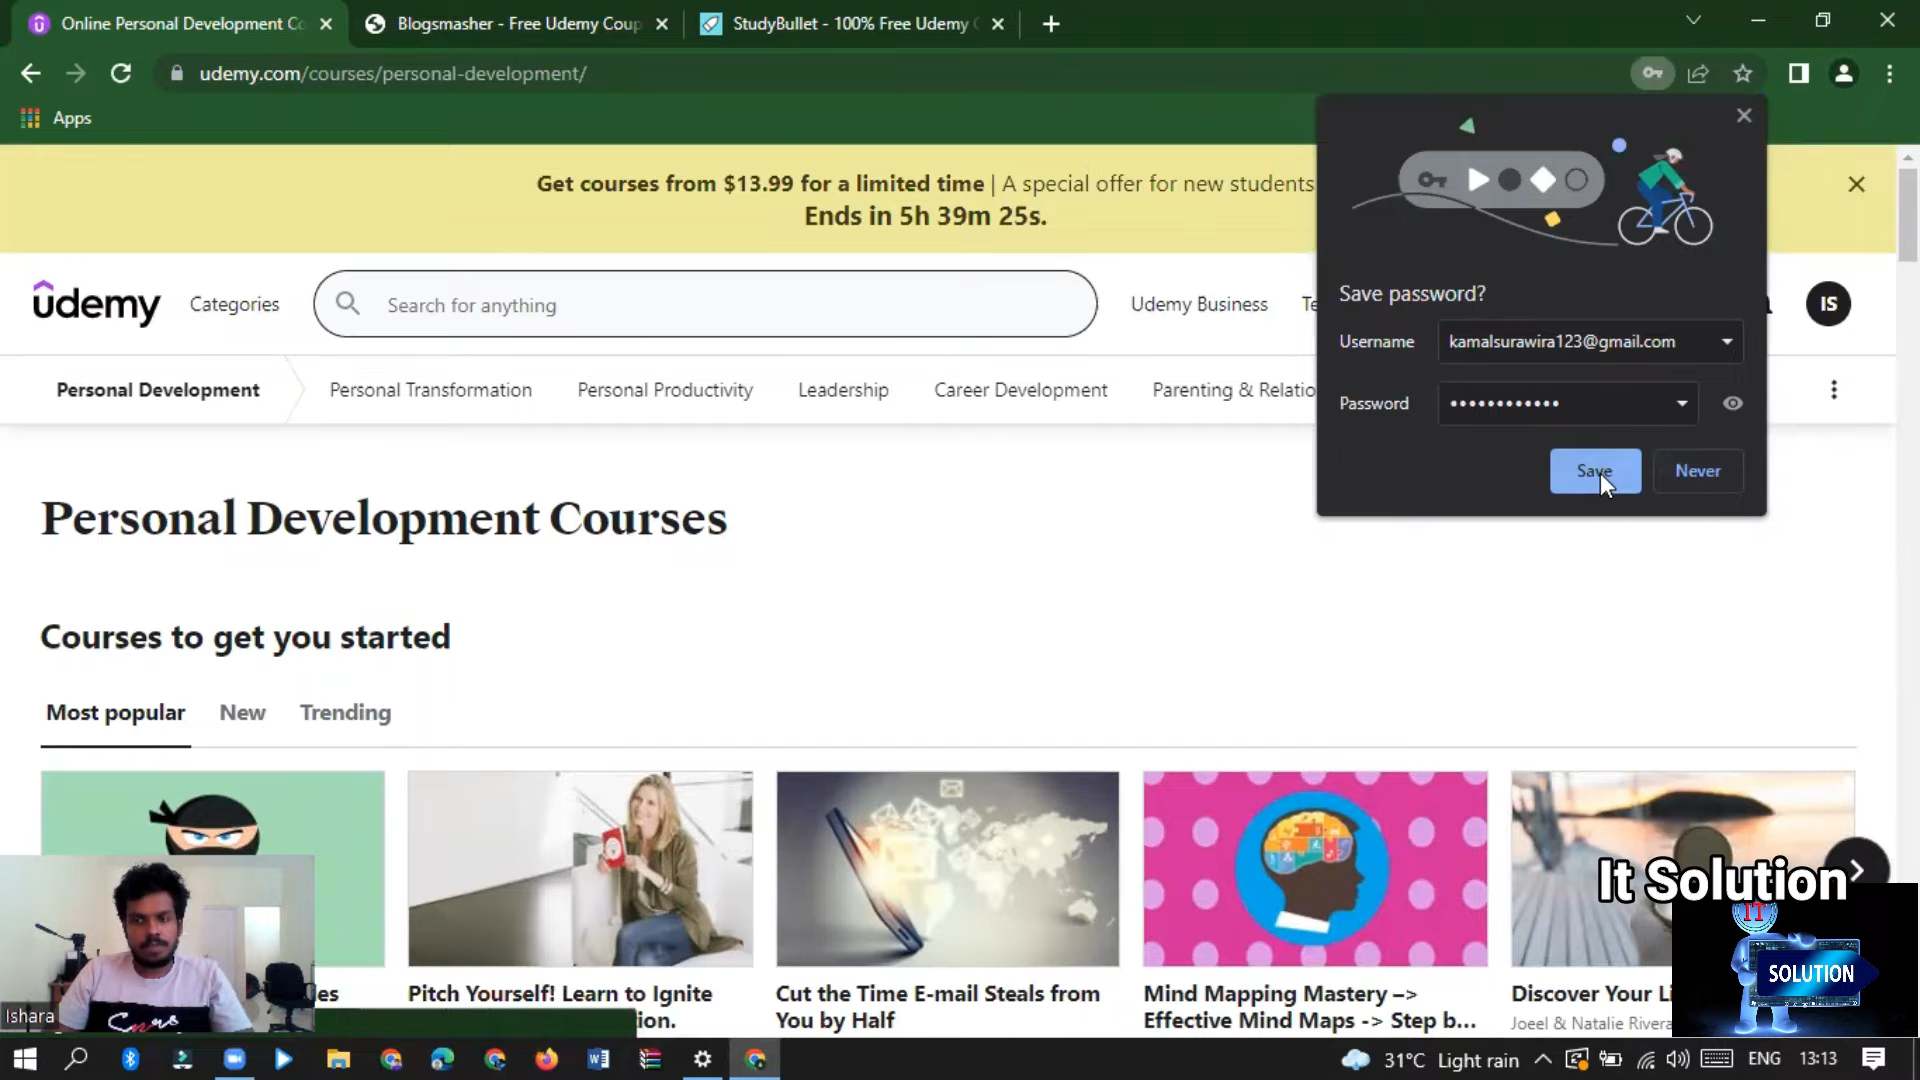 Online Personal Development Co
Blogsmasher - Free Udemy Coup
StudyBullet - 100% Free Udemy
udemy.com/courses/personal-development/
Apps
Get courses from $13.99 for a limited time | A special offer for new students
Ends in 5h 39m 25s.
udemy
Categories
Search for anything
Udemy Business
Te
IS
Save password?
Username
kamalsurawira123@gmail.com
Password
Save
Never
Personal Development
Personal Transformation
Personal Productivity
Leadership
Career Development
Parenting & Relatio
Personal Development Courses
Courses to get you started
Most popular
New
Trending
es
Pitch Yourself! Learn to Ignite
ion.
Cut the Time E-mail Steals from
You by Half
Mind Mapping Mastery –>
Effective Mind Maps -> Step b...
Discover Your Li
Joeel & Natalie Rivera
It Solution
IT
SOLUTION
Ishara
31°C Light rain
ENG
13:13